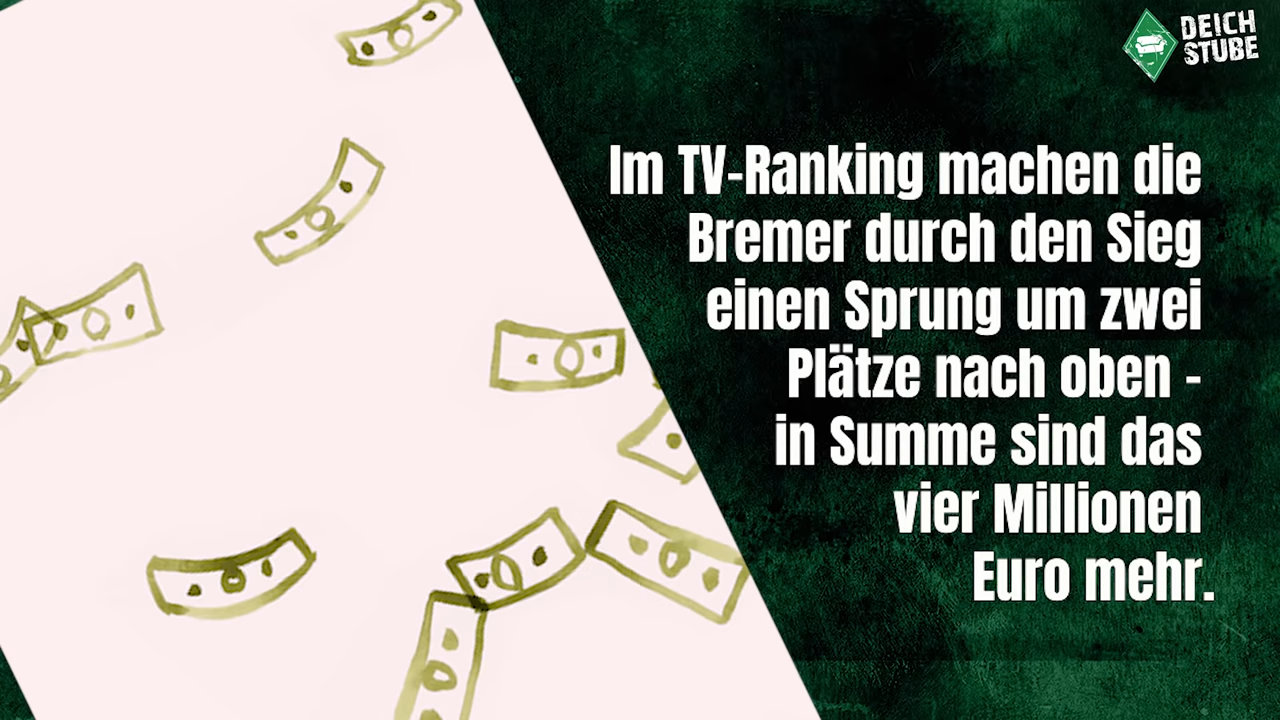 DEICH
STUBE
Im TV-Ranking machen die
Bremer durch den Sieg
einen Sprung um zwei
Plätze nach oben -
in Summe sind das
vier Millionen
Euro mehr.